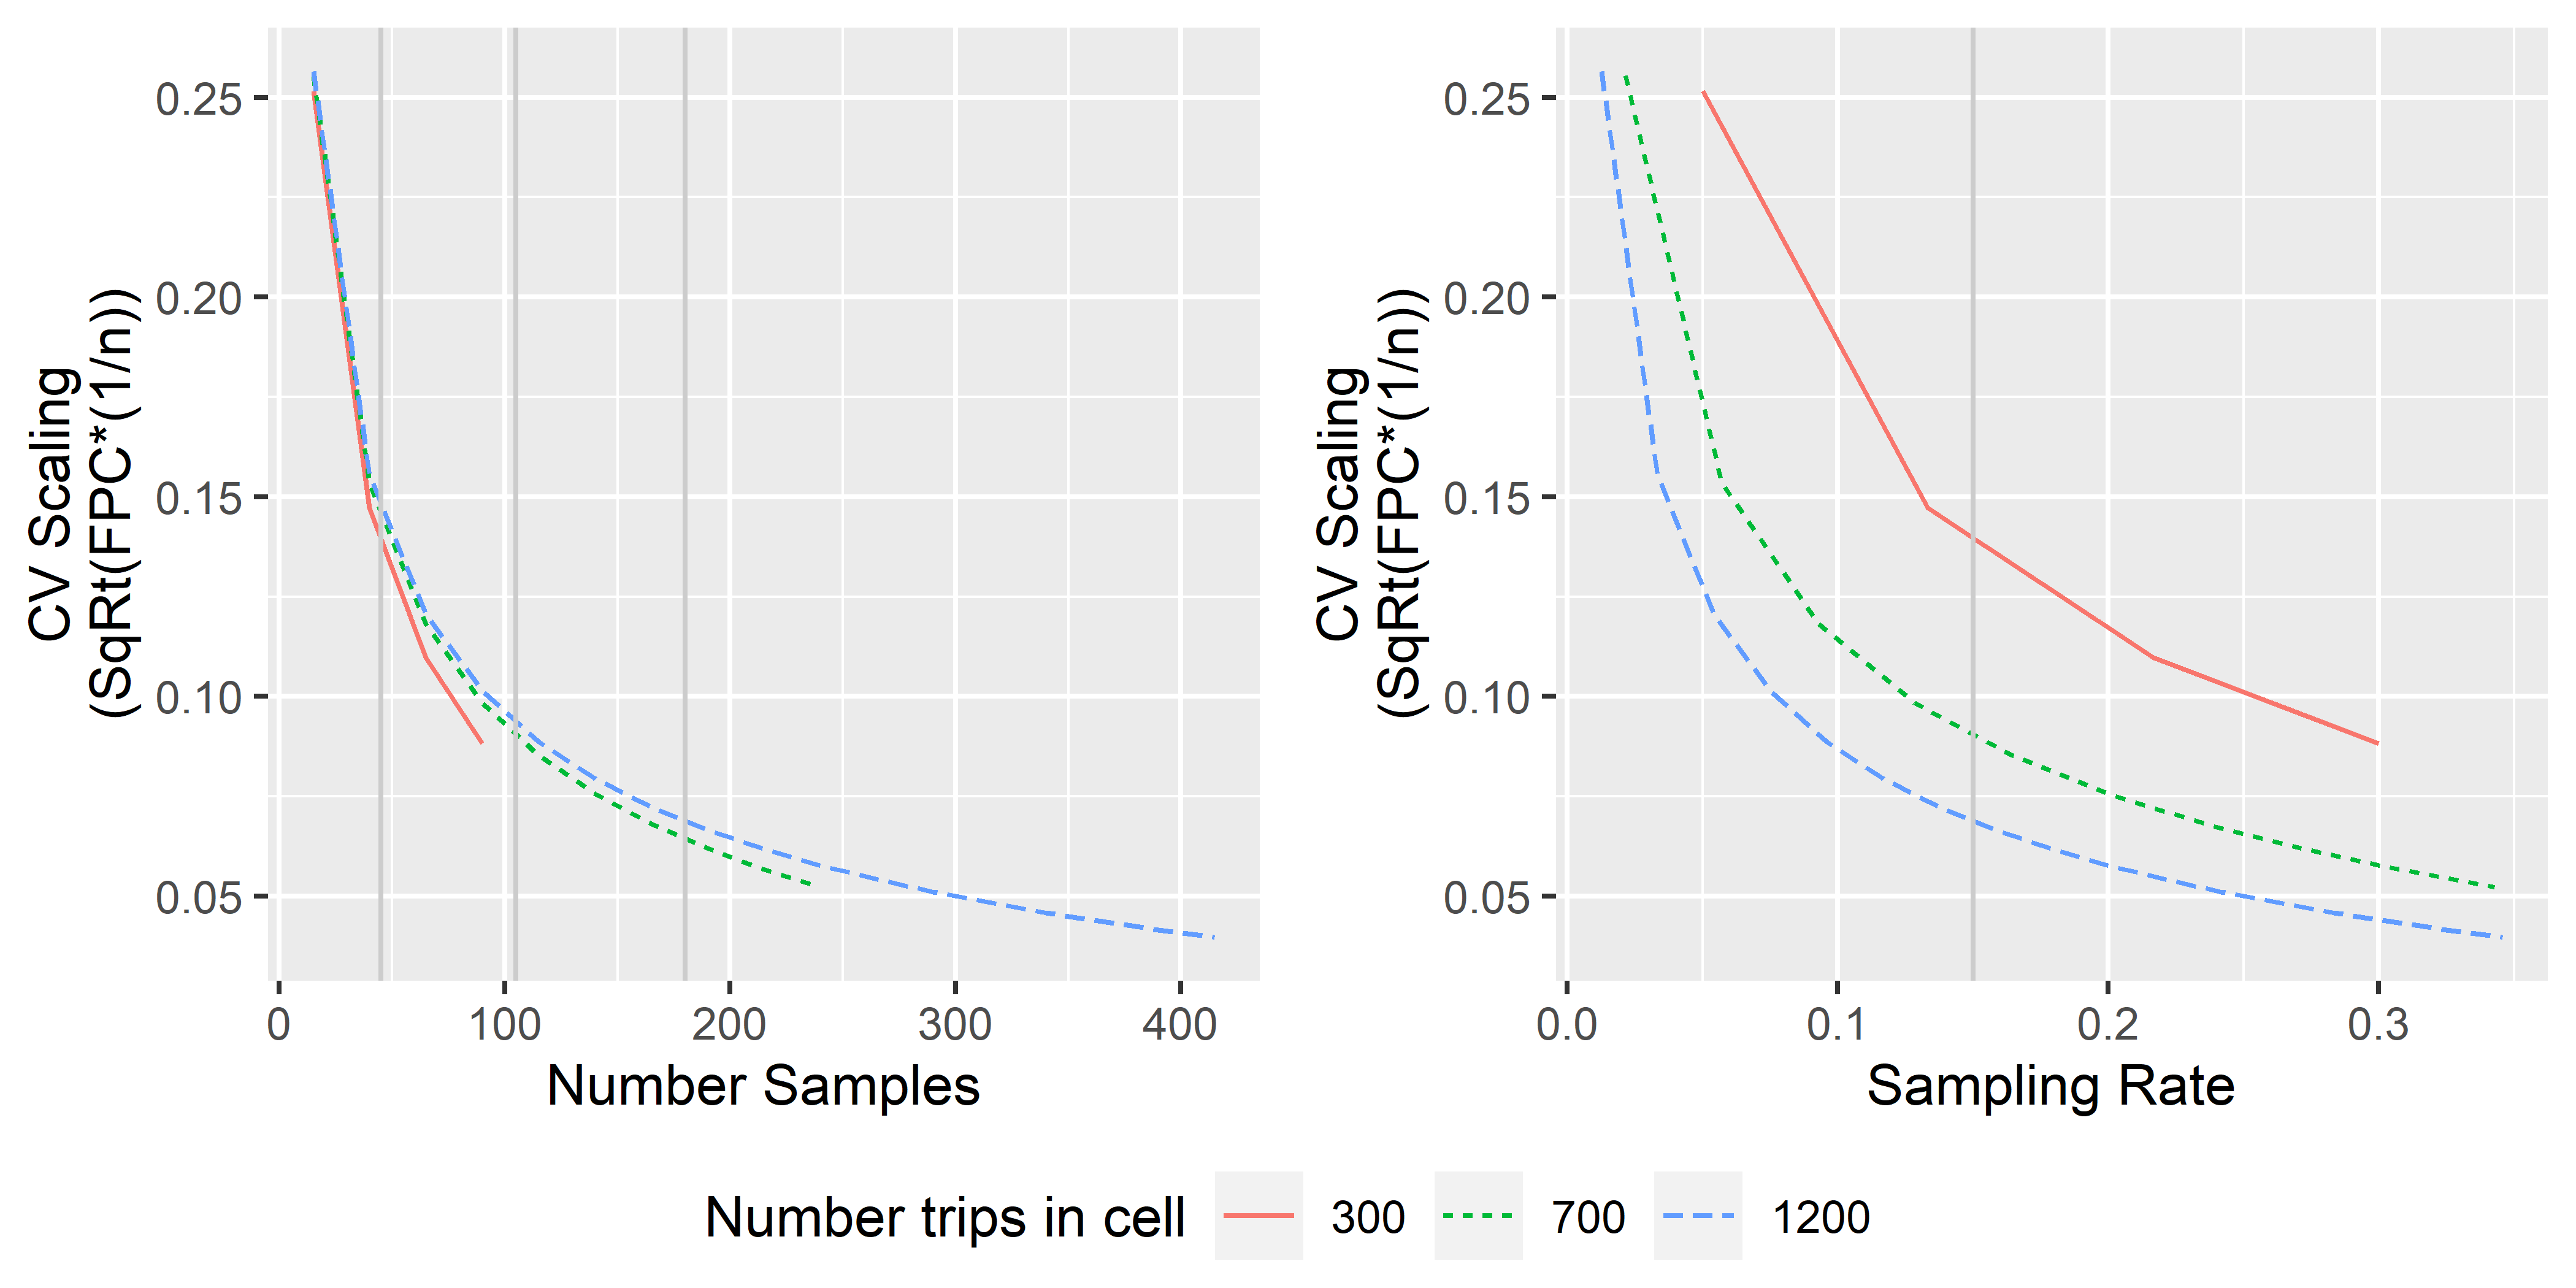 CV Scaling
(SqRt(FPC*(1/n))
0.25
0.20
0.15
0.10
0.05
0 100 200 300 400
Number Samples
CV Scaling
(SqRt(FPC*(1/n))
0.25
0.20
0.15
0.10
0.05
0.0 0.1 0.2 0.3
Sampling Rate
Number trips in cell 300 700 1200